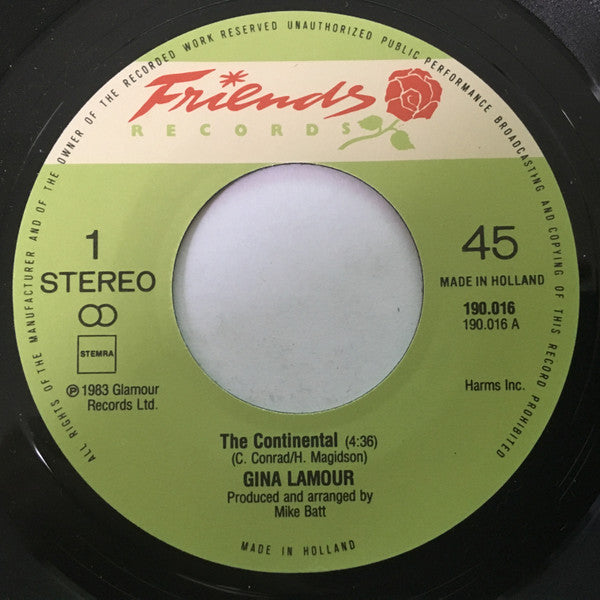 ALL RIGHTS OF THE MANUFACTURER AND OF THE OWNER OF THE RECORDED WORK RESERVED UNAUTHORIZED PUBLIC PERFORMANCE BROADCASTING AND COPYING OF THIS RECORD PROHIBITED
Friends
RECORDS
1
STEREO
STEMRA
℗ 1983 Glamour
Records Ltd.
45
MADE IN HOLLAND
190.016
190.016 A
Harms Inc.
The Continental (4:36)
(C. Conrad/H. Magidson)
GINA LAMOUR
Produced and arranged by
Mike Batt
MADE IN HOLLAND